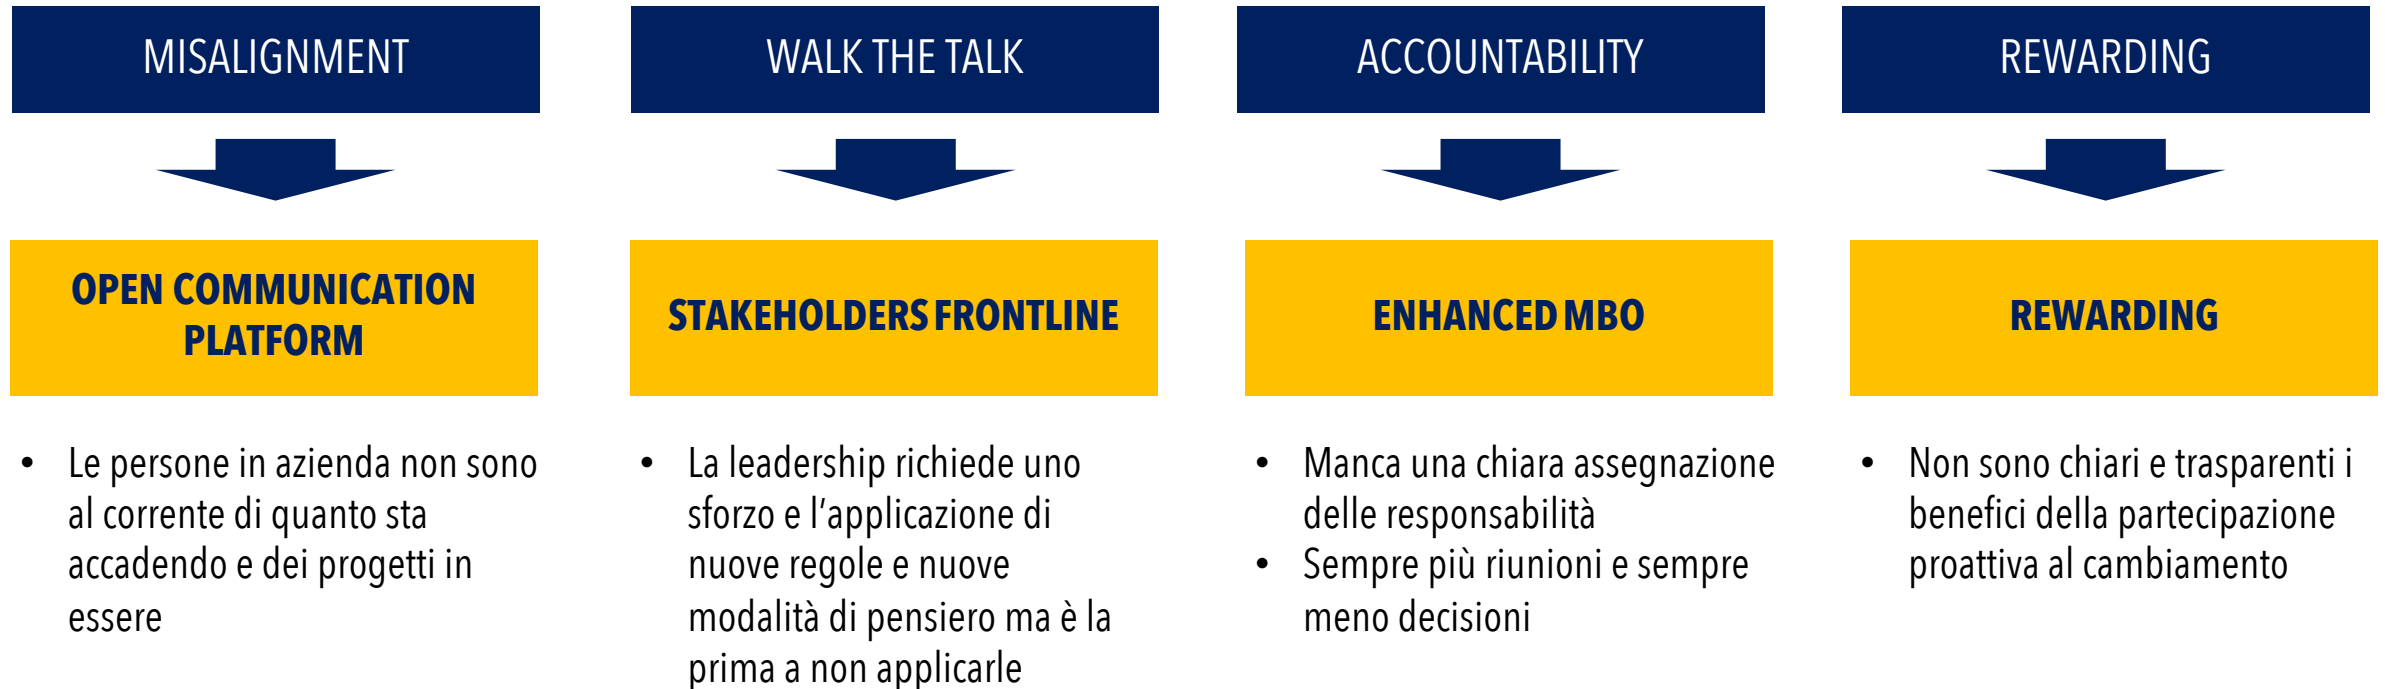 MISALIGNMENT
WALK THE TALK
ACCOUNTABILITY
REWARDING
OPEN COMMUNICATION
PLATFORM
STAKEHOLDERS FRONTLINE
ENHANCED MBO
REWARDING
• Le persone in azienda non sono
al corrente di quanto sta
accadendo e dei progetti in
essere
• La leadership richiede uno
sforzo e l’applicazione di
nuove regole e nuove
modalità di pensiero ma è la
prima a non applicarle
• Manca una chiara assegnazione
delle responsabilità
• Sempre più riunioni e sempre
meno decisioni
• Non sono chiari e trasparenti i
benefici della partecipazione
proattiva al cambiamento